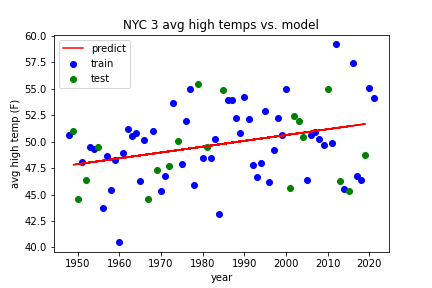 NYC 3 avg high temps vs. model
60.0
57.5
55.0
52.5
50.0
47.5
45.0
42.5
40.0
avg high temp (F)
predict
train
test
1950 1960 1970 1980 1990 2000 2010 2020
year